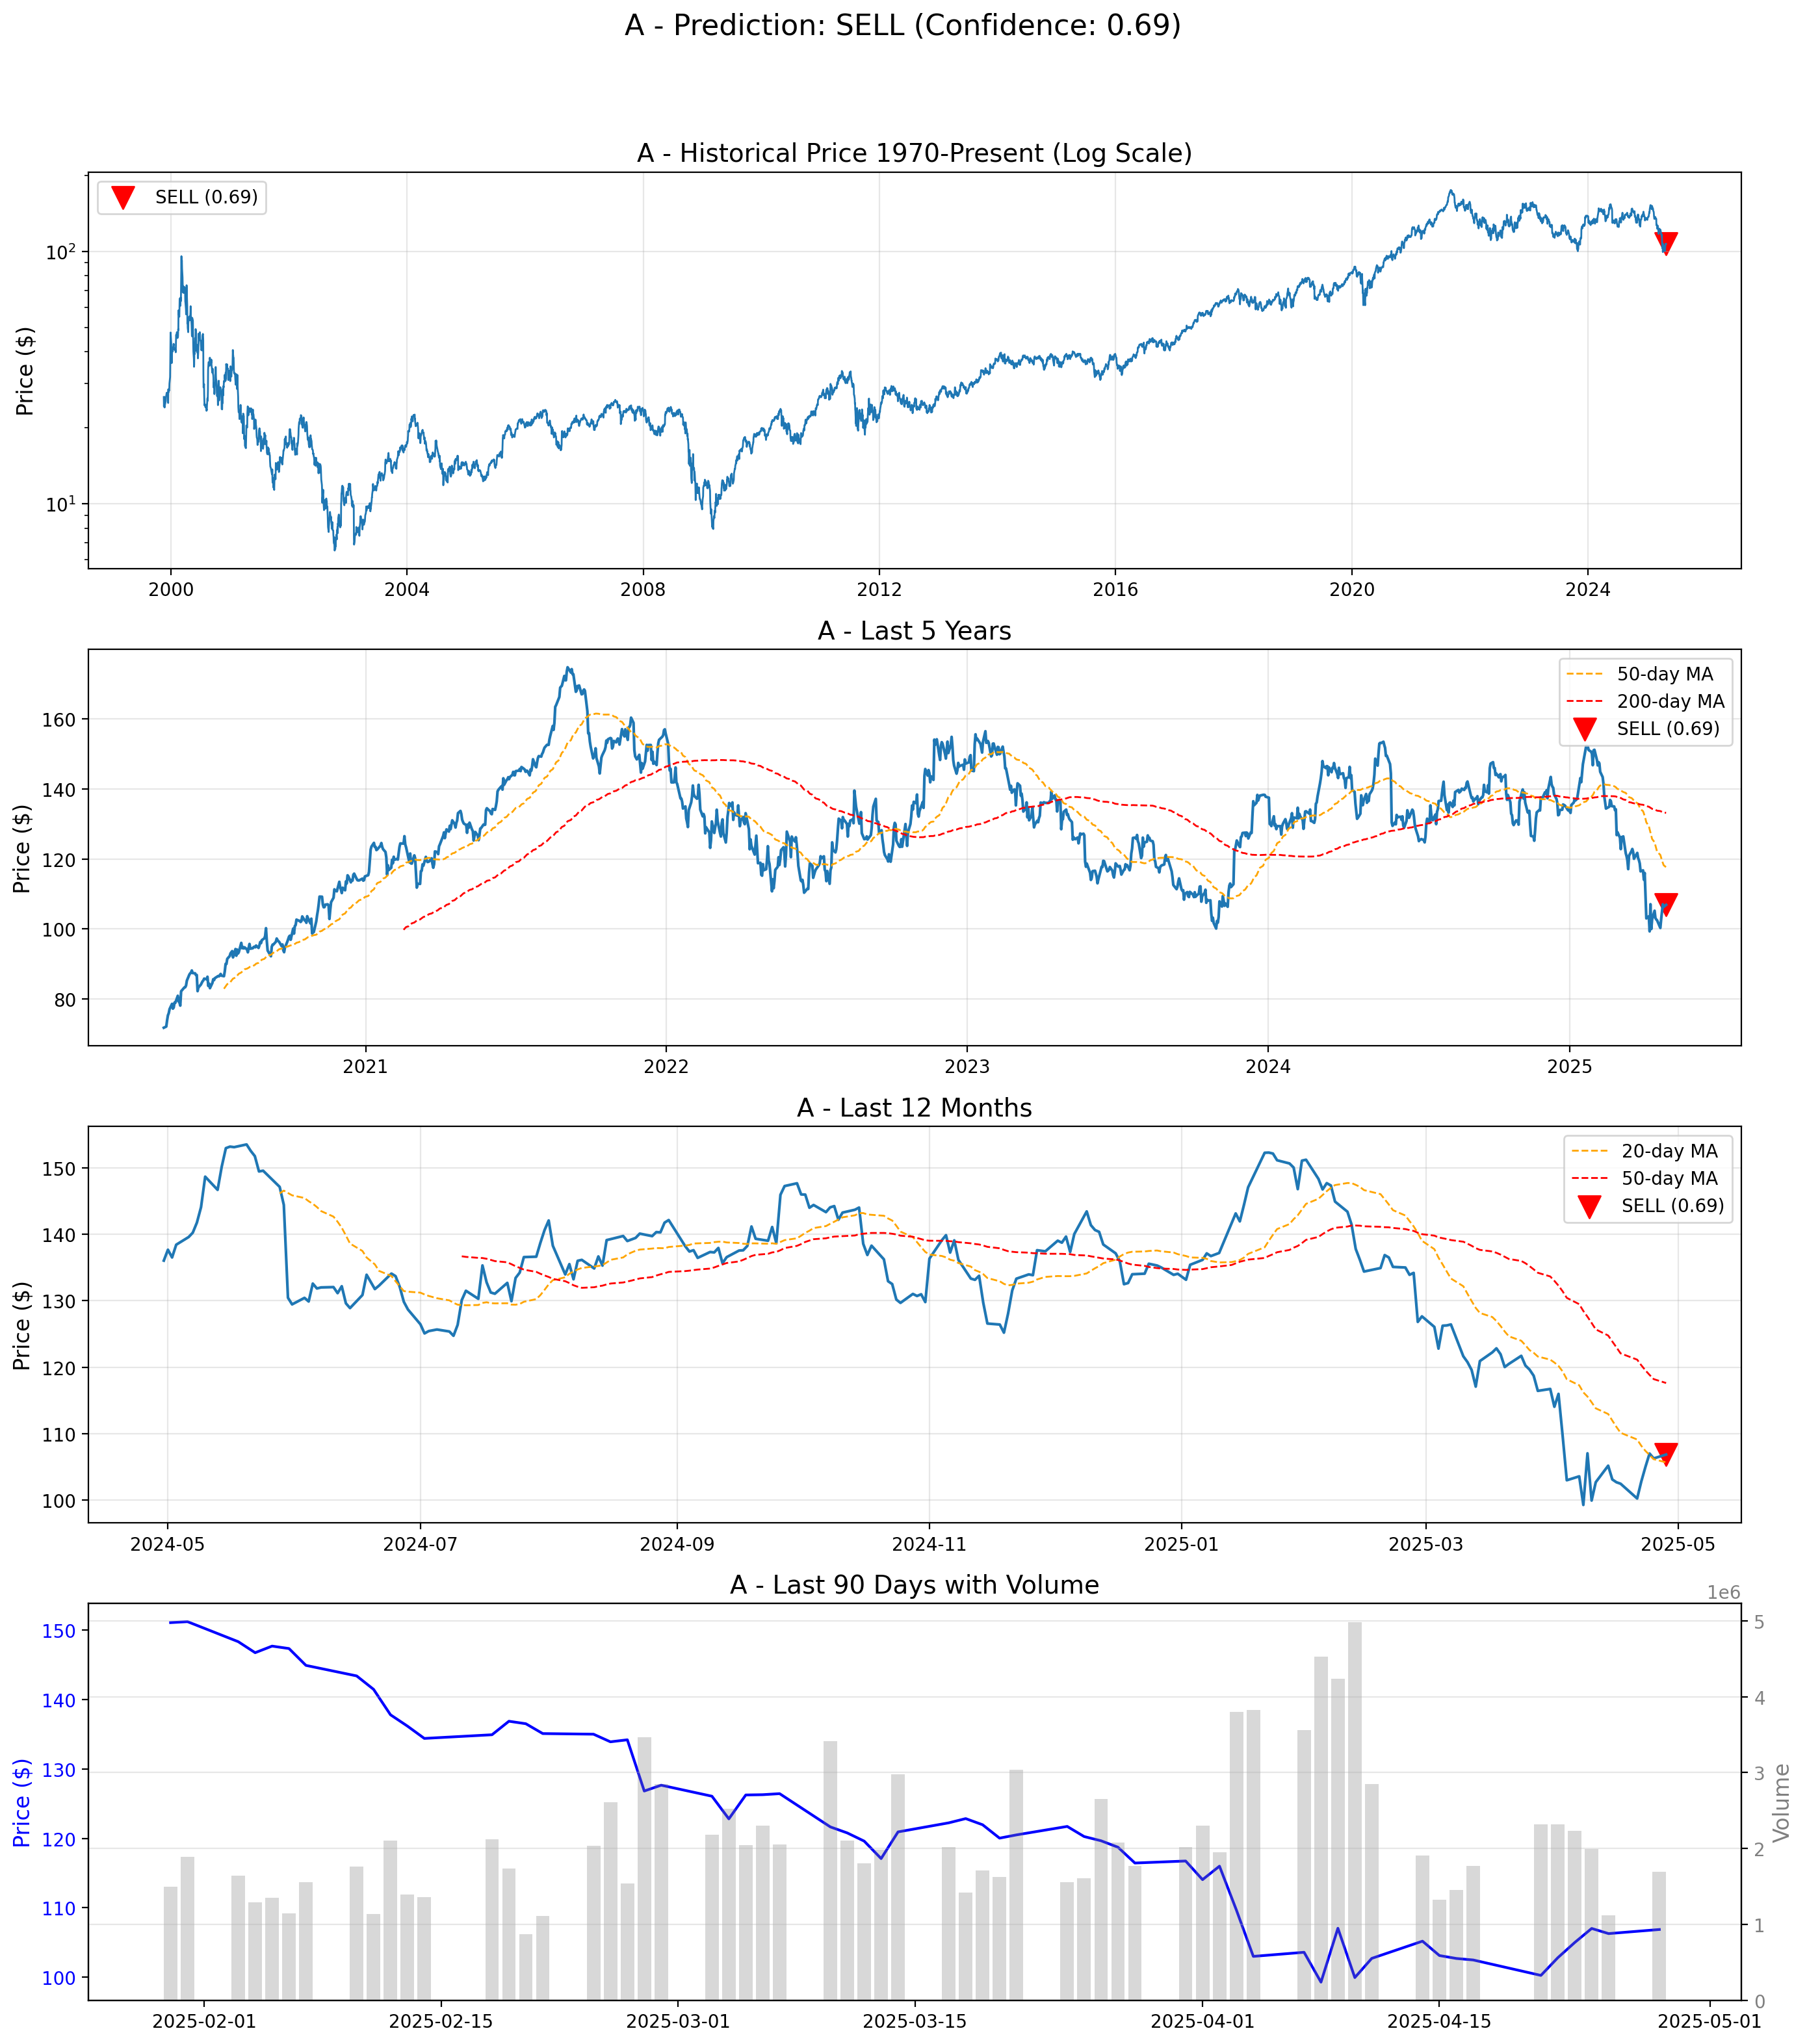 A - Prediction: SELL (Confidence: 0.69)
A - Historical Price 1970-Present (Log Scale)
SELL (0.69)
Price ($)
10²
10¹
2000 2004 2008 2012 2016 2020 2024
A - Last 5 Years
50-day MA
200-day MA
SELL (0.69)
Price ($)
160
140
120
100
80
2021 2022 2023 2024 2025
A - Last 12 Months
20-day MA
50-day MA
SELL (0.69)
Price ($)
150
140
130
120
110
100
2024-05 2024-07 2024-09 2024-11 2025-01 2025-03 2025-05
A - Last 90 Days with Volume
1e6
Price ($)
150
140
130
120
110
100
5
4
3
2
1
0
Volume
2025-02-01 2025-02-15 2025-03-01 2025-03-15 2025-04-01 2025-04-15 2025-05-01